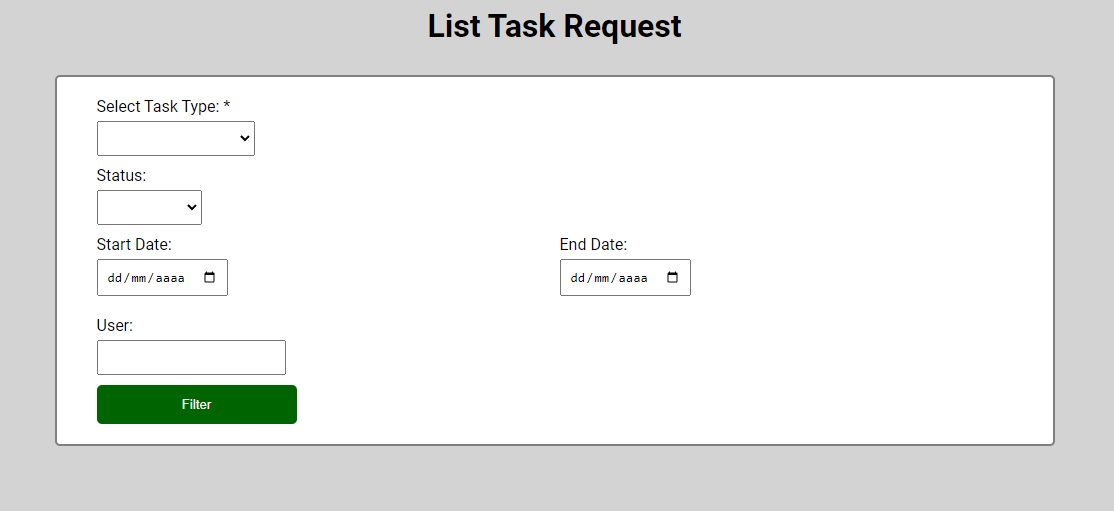 List Task Request
Select Task Type: *
Status:
Start Date: End Date:
dd/mm/aaaa dd/mm/aaaa
User:
Filter